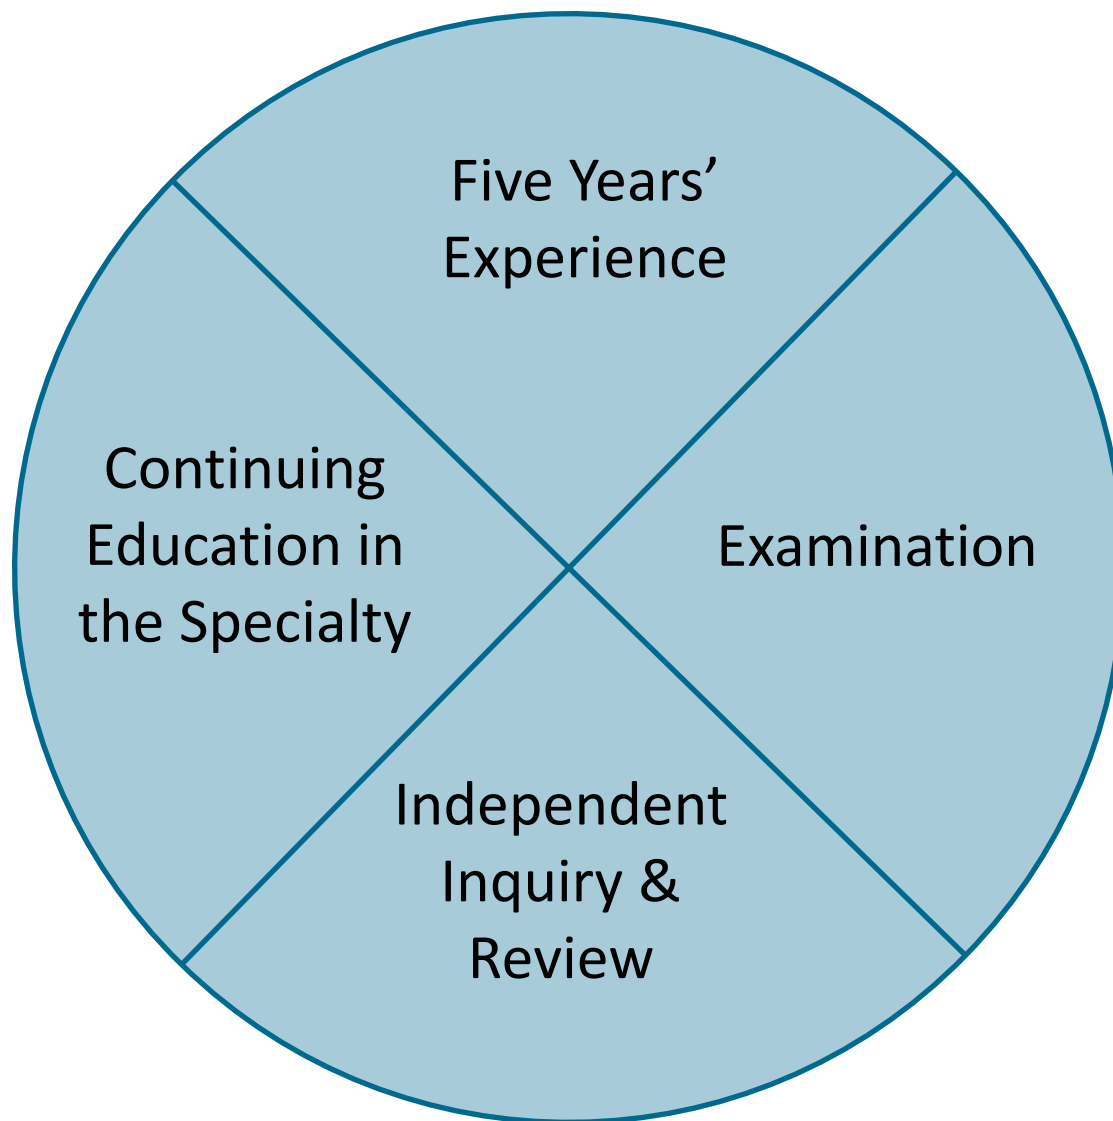 Five Years’
Experience
Continuing
Education in
the Specialty
Examination
Independent
Inquiry &
Review